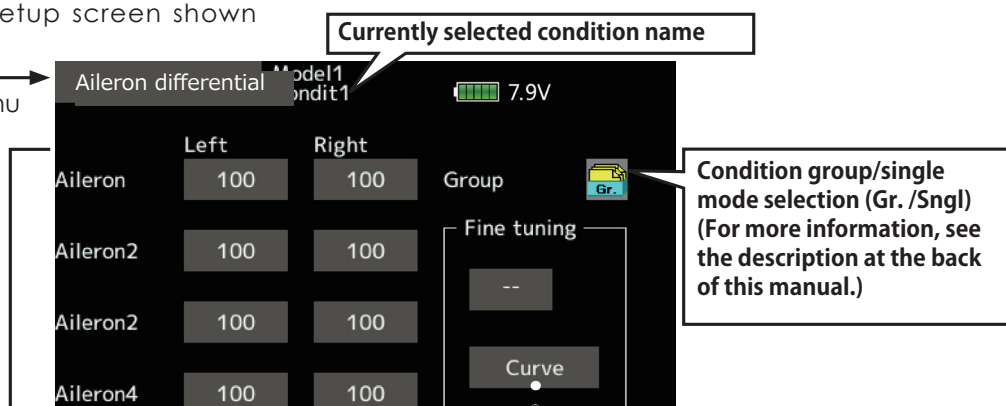 etup screen shown
Currently selected condition name
nu
Aileron differential
Model1
ondit1
7.9V
Left Right
Aileron 100 100 Group Gr.
Condition group/single
mode selection (Gr. /Sngl)
(For more information, see
the description at the back
of this manual.)
Fine tuning
Aileron2 100 100
--
Aileron2 100 100
Curve
Aileron4 100 100